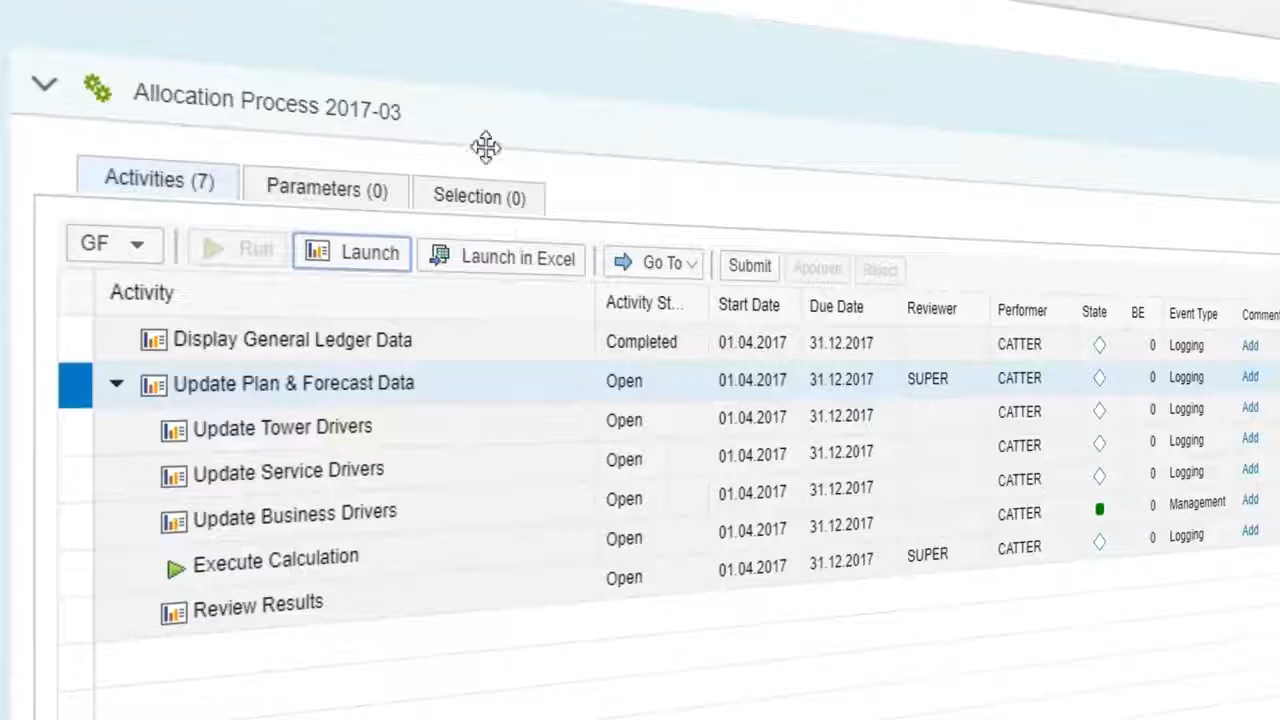 Allocation Process 2017-03
Activities (7) Parameters (0) Selection (0)
GF Run Launch Launch in Excel Go To Submit Approve Reject
Activity Activity St... Start Date Due Date Reviewer Performer State BE Event Type Comment
Display General Ledger Data Completed 01.04.2017 31.12.2017 CATTER 0 Logging Add
Update Plan & Forecast Data Open 01.04.2017 31.12.2017 SUPER CATTER 0 Logging Add
Update Tower Drivers Open 01.04.2017 31.12.2017 CATTER 0 Logging Add
Update Service Drivers Open 01.04.2017 31.12.2017 CATTER 0 Logging Add
Update Business Drivers Open 01.04.2017 31.12.2017 CATTER 0 Logging Add
Execute Calculation Open 01.04.2017 31.12.2017 CATTER 0 Management Add
Review Results Open 01.04.2017 31.12.2017 SUPER CATTER 0 Logging Add